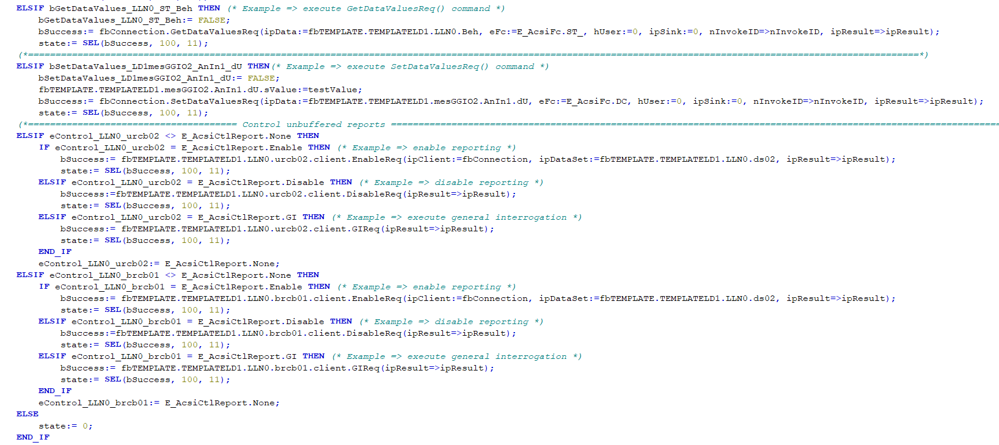 ELSIF bGetDataValues_LLN0_ST_Beh THEN (* Example => execute GetDataValuesReq() command *)
bGetDataValues_LLN0_ST_Beh:= FALSE;
bSuccess:= fbConnection.GetDataValuesReq(ipData:=fbTEMPLATE.TEMPLATELD1.LLN0.Beh, eFc:=E_AcsiFc.ST_, hUser:=0, ipSink:=0, nInvokeID=>nInvokeID, ipResult=>ipResult);
state:= SEL(bSuccess, 100, 11);
(*==================================================================================================================================================================*)
ELSIF bSetDataValues_LD1mesGGIO2_AnIn1_dU THEN(* Example => execute SetDataValuesReq() command *)
bSetDataValues_LD1mesGGIO2_AnIn1_dU:= FALSE;
fbTEMPLATE.TEMPLATELD1.mesGGIO2.AnIn1.dU.sValue:=testValue;
bSuccess:= fbConnection.SetDataValuesReq(ipData:=fbTEMPLATE.TEMPLATELD1.mesGGIO2.AnIn1.dU, eFc:=E_AcsiFc.DC, hUser:=0, ipSink:=0, nInvokeID=>nInvokeID, ipResult=>ipResult);
state:= SEL(bSuccess, 100, 11);
(*====================================== Control unbuffered reports ===============================================================================================================
ELSIF eControl_LLN0_urcb02 <> E_AcsiCtlReport.None THEN
IF eControl_LLN0_urcb02 = E_AcsiCtlReport.Enable THEN (* Example => enable reporting *)
bSuccess:= fbTEMPLATE.TEMPLATELD1.LLN0.urcb02.client.EnableReq(ipClient:=fbConnection, ipDataSet:=fbTEMPLATE.TEMPLATELD1.LLN0.ds02, ipResult=>ipResult);
state:= SEL(bSuccess, 100, 11);
ELSIF eControl_LLN0_urcb02 = E_AcsiCtlReport.Disable THEN (* Example => disable reporting *)
bSuccess:=fbTEMPLATE.TEMPLATELD1.LLN0.urcb02.client.DisableReq(ipResult=>ipResult);
state:= SEL(bSuccess, 100, 11);
ELSIF eControl_LLN0_urcb02 = E_AcsiCtlReport.GI THEN (* Example => execute general interrogation *)
bSuccess:= fbTEMPLATE.TEMPLATELD1.LLN0.urcb02.client.GIReq(ipResult=>ipResult);
state:= SEL(bSuccess, 100, 11);
END_IF
eControl_LLN0_urcb02:= E_AcsiCtlReport.None;
ELSIF eControl_LLN0_brcb01 <> E_AcsiCtlReport.None THEN
IF eControl_LLN0_brcb01 = E_AcsiCtlReport.Enable THEN (* Example => enable reporting *)
bSuccess:= fbTEMPLATE.TEMPLATELD1.LLN0.brcb01.client.EnableReq(ipClient:=fbConnection, ipDataSet:=fbTEMPLATE.TEMPLATELD1.LLN0.ds02, ipResult=>ipResult);
state:= SEL(bSuccess, 100, 11);
ELSIF eControl_LLN0_brcb01 = E_AcsiCtlReport.Disable THEN (* Example => disable reporting *)
bSuccess:=fbTEMPLATE.TEMPLATELD1.LLN0.brcb01.client.DisableReq(ipResult=>ipResult);
state:= SEL(bSuccess, 100, 11);
ELSIF eControl_LLN0_brcb01 = E_AcsiCtlReport.GI THEN (* Example => execute general interrogation *)
bSuccess:= fbTEMPLATE.TEMPLATELD1.LLN0.brcb01.client.GIReq(ipResult=>ipResult);
state:= SEL(bSuccess, 100, 11);
END_IF
eControl_LLN0_brcb01:= E_AcsiCtlReport.None;
ELSE
state:= 0;
END_IF